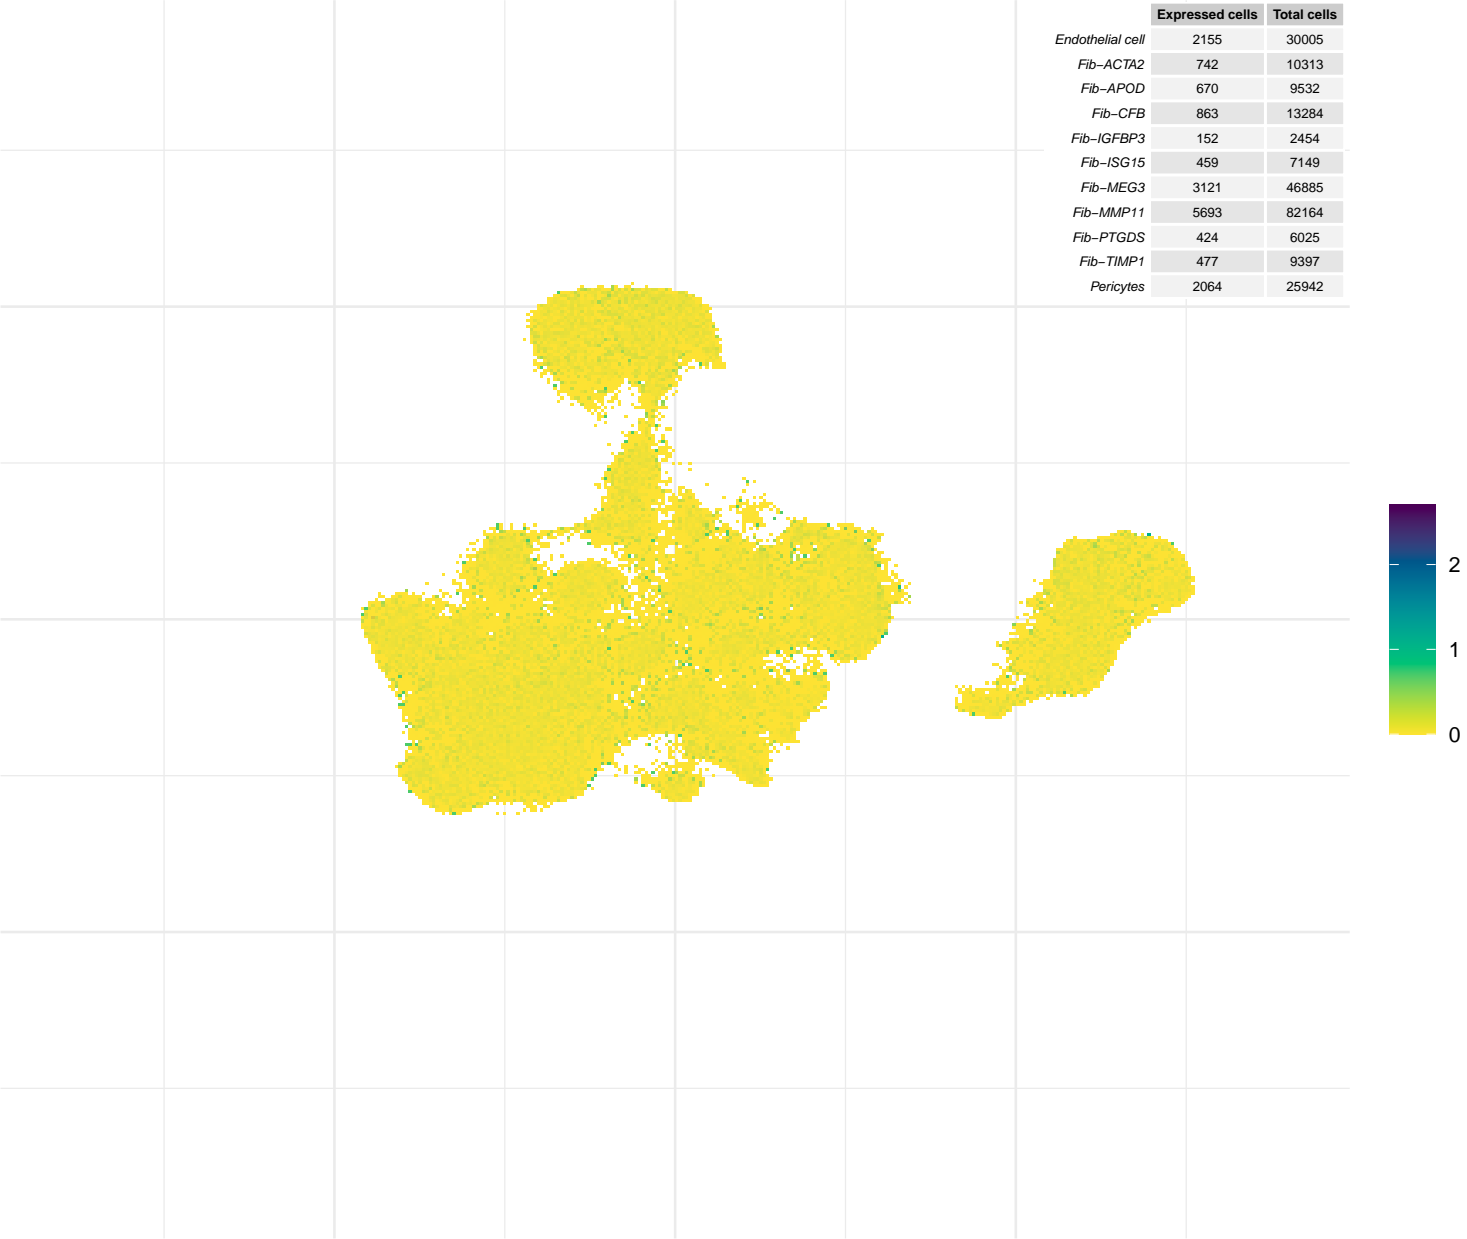 Expressed cells Total cells
Endothelial cell 2155 30005
Fib−ACTA2 742 10313
Fib−APOD 670 9532
Fib−CFB 863 13284
Fib−IGFBP3 152 2454
Fib−ISG15 459 7149
Fib−MEG3 3121 46885
Fib−MMP11 5693 82164
Fib−PTGDS 424 6025
Fib−TIMP1 477 9397
Pericytes 2064 25942
2
1
0